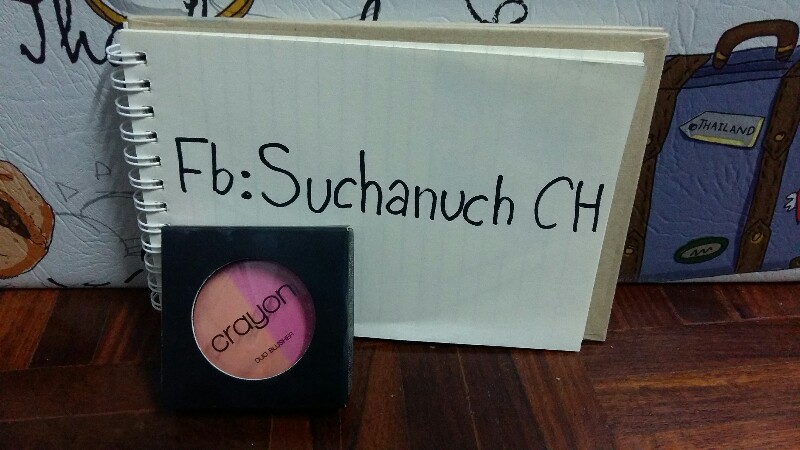 Fb: Suchanuch CH
THAILAND
crayon
DUO BLUSHER